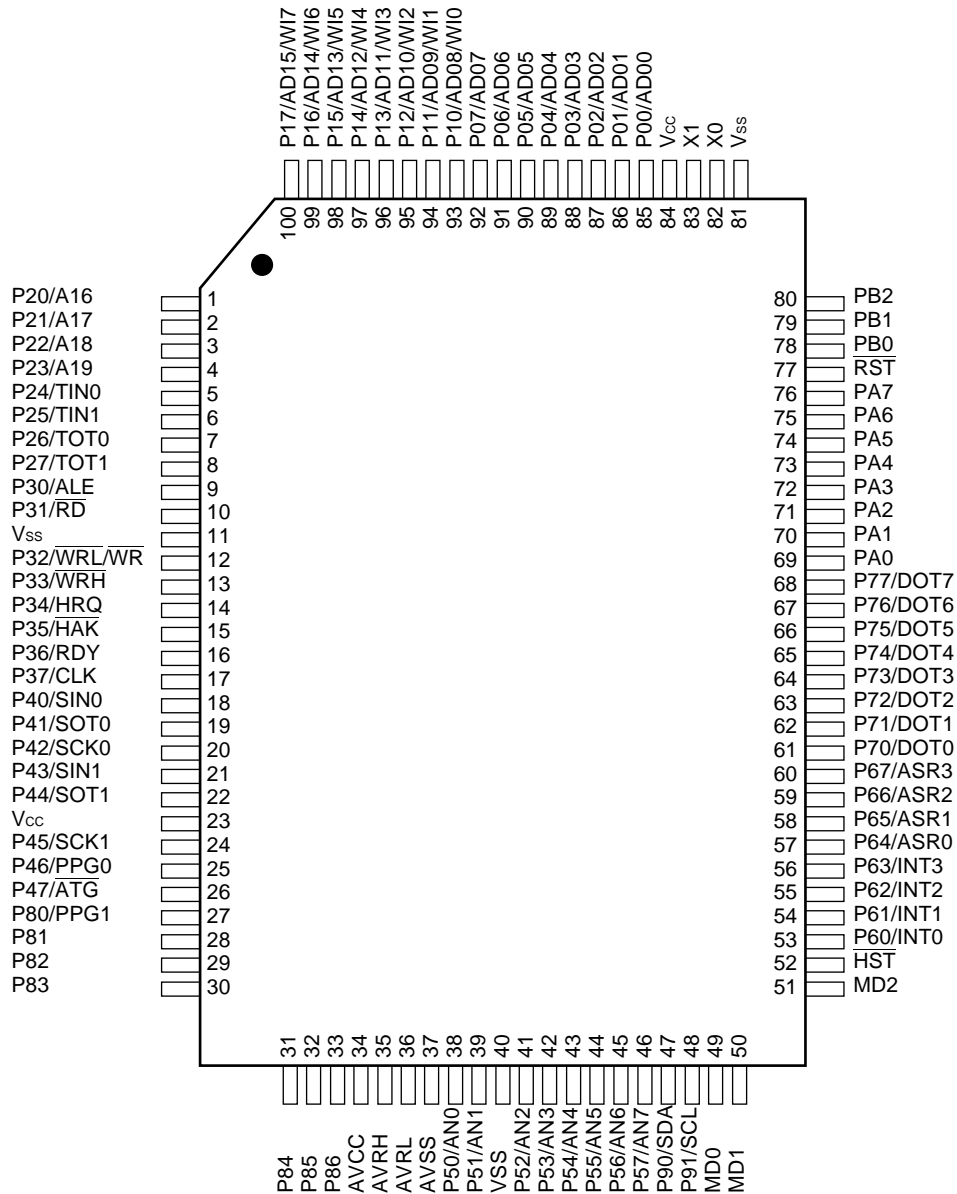 P17/AD15/WI7
P16/AD14/WI6
P15/AD13/WI5
P14/AD12/WI4
P13/AD11/WI3
P12/AD10/WI2
P11/AD09/WI1
P10/AD08/WI0
P07/AD07
P06/AD06
P05/AD05
P04/AD04
P03/AD03
P02/AD02
P01/AD01
P00/AD00
Vcc
X1
X0
Vss
100
99
98
97
96
95
94
93
92
91
90
89
88
87
86
85
84
83
82
81
P20/A16 1
P21/A17 2
P22/A18 3
P23/A19 4
P24/TIN0 5
P25/TIN1 6
P26/TOT0 7
P27/TOT1 8
P30/ALE 9
P31/RD 10
Vss 11
P32/WRL/WR 12
P33/WRH 13
P34/HRQ 14
P35/HAK 15
P36/RDY 16
P37/CLK 17
P40/SIN0 18
P41/SOT0 19
P42/SCK0 20
P43/SIN1 21
P44/SOT1 22
Vcc 23
P45/SCK1 24
P46/PPG0 25
P47/ATG 26
P80/PPG1 27
P81 28
P82 29
P83 30
80 PB2
79 PB1
78 PB0
77 RST
76 PA7
75 PA6
74 PA5
73 PA4
72 PA3
71 PA2
70 PA1
69 PA0
68 P77/DOT7
67 P76/DOT6
66 P75/DOT5
65 P74/DOT4
64 P73/DOT3
63 P72/DOT2
62 P71/DOT1
61 P70/DOT0
60 P67/ASR3
59 P66/ASR2
58 P65/ASR1
57 P64/ASR0
56 P63/INT3
55 P62/INT2
54 P61/INT1
53 P60/INT0
52 HST
51 MD2
31
32
33
34
35
36
37
38
39
40
41
42
43
44
45
46
47
48
49
50
P84
P85
P86
AVCC
AVRH
AVRL
AVSS
P50/AN0
P51/AN1
VSS
P52/AN2
P53/AN3
P54/AN4
P55/AN5
P56/AN6
P57/AN7
P90/SDA
P91/SCL
MD0
MD1